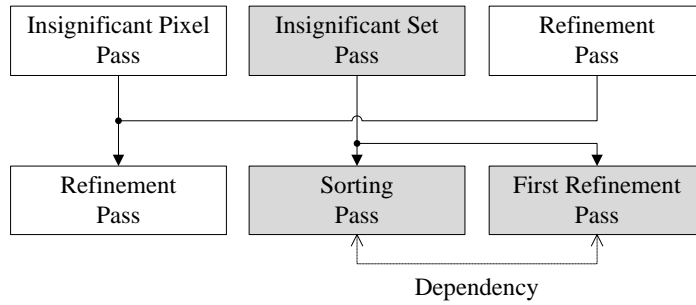 Insignificant Pixel
Pass
Insignificant Set
Pass
Refinement
Pass
Refinement
Pass
Sorting
Pass
First Refinement
Pass
Dependency